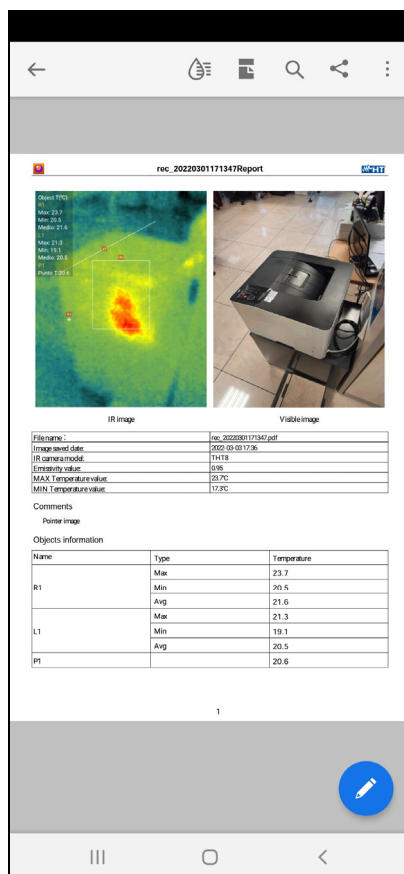 rec_20220301171347Report
HT
Object T(°C)
R1
Max: 23.7
Min: 20.5
Medio: 21.6
L1
Max: 21.3
Min: 19.1
Medio: 20.5
P1
Punto T:20.6
IR image
Visible image
File name :
rec_20220301171347.pdf
Image saved date:
2022-03-03 17:36
IR camera model:
THT8
Emissivity value:
0.95
MAX Temperature value:
23.7°C
MIN Temperature value:
17.3°C
Comments
Pointer image
Objects information
Name Type Temperature
R1
Max 23.7
Min 20.5
Avg 21.6
L1
Max 21.3
Min 19.1
Avg 20.5
P1 20.6
1